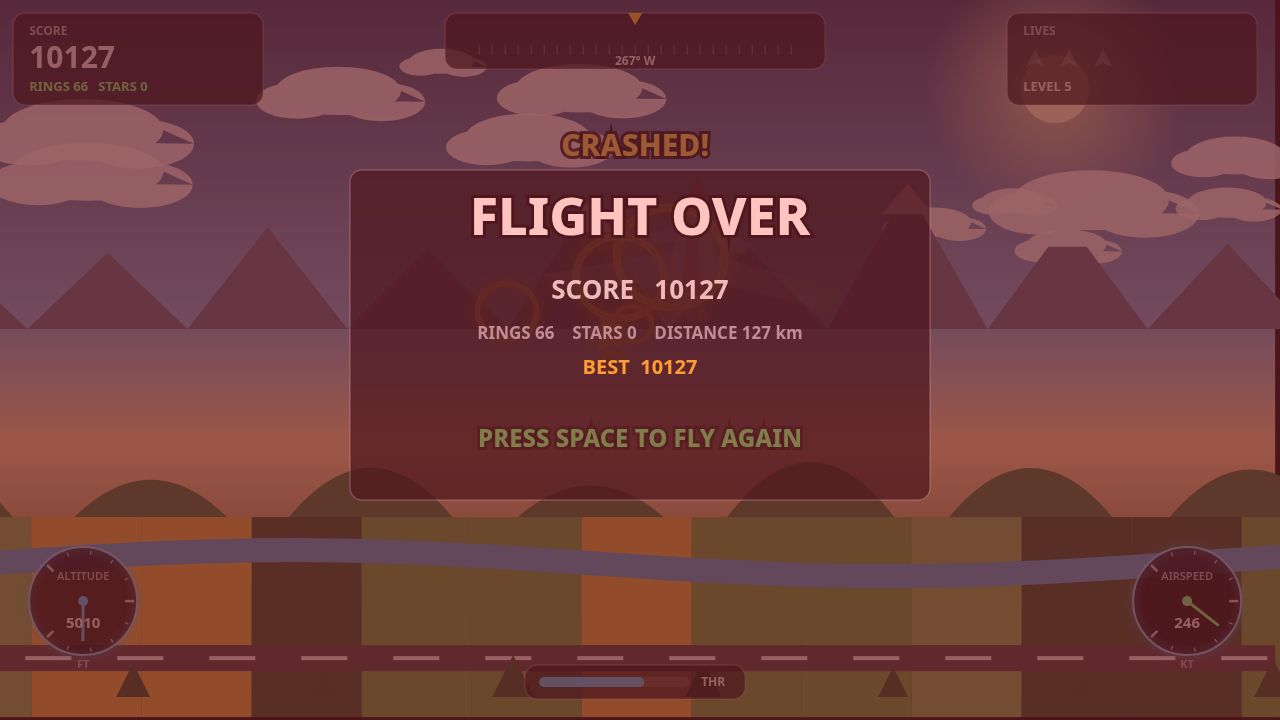 SCORE
10127
RINGS 66 STARS 0
267° W
LIVES
LEVEL 5
CRASHED!
FLIGHT OVER
SCORE 10127
RINGS 66 STARS 0 DISTANCE 127 km
BEST 10127
PRESS SPACE TO FLY AGAIN
ALTITUDE
5010
FT
AIRSPEED
246
KT
THR